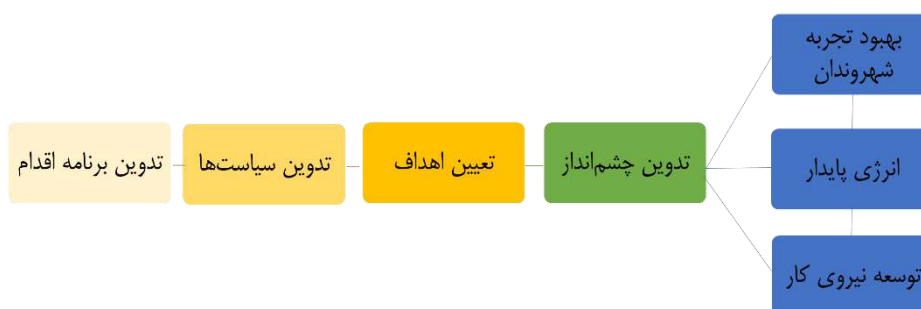 بهبود تجربه
شهروندان
انرژی پایدار
توسعه نیروی کار
تدوین چشم‌انداز
تعیین اهداف
تدوین سیاست‌ها
تدوین برنامه اقدام